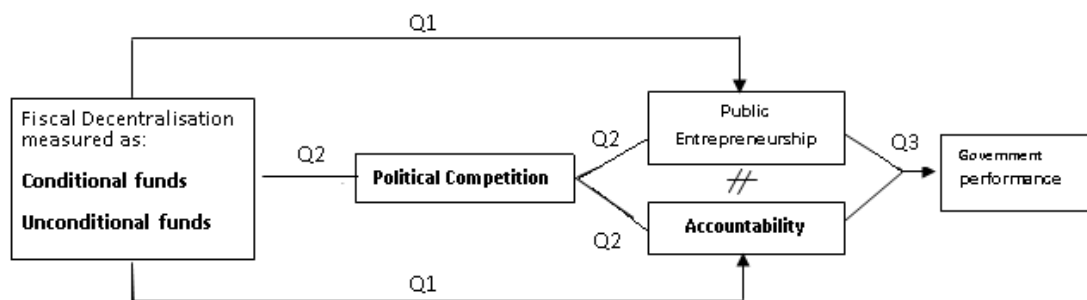 Q1
Fiscal Decentralisation
measured as:
Conditional funds
Unconditional funds
Q2
Political Competition
Q2
Q2
Public
Entrepreneurship
Accountability
Q3
Government
performance
Q1